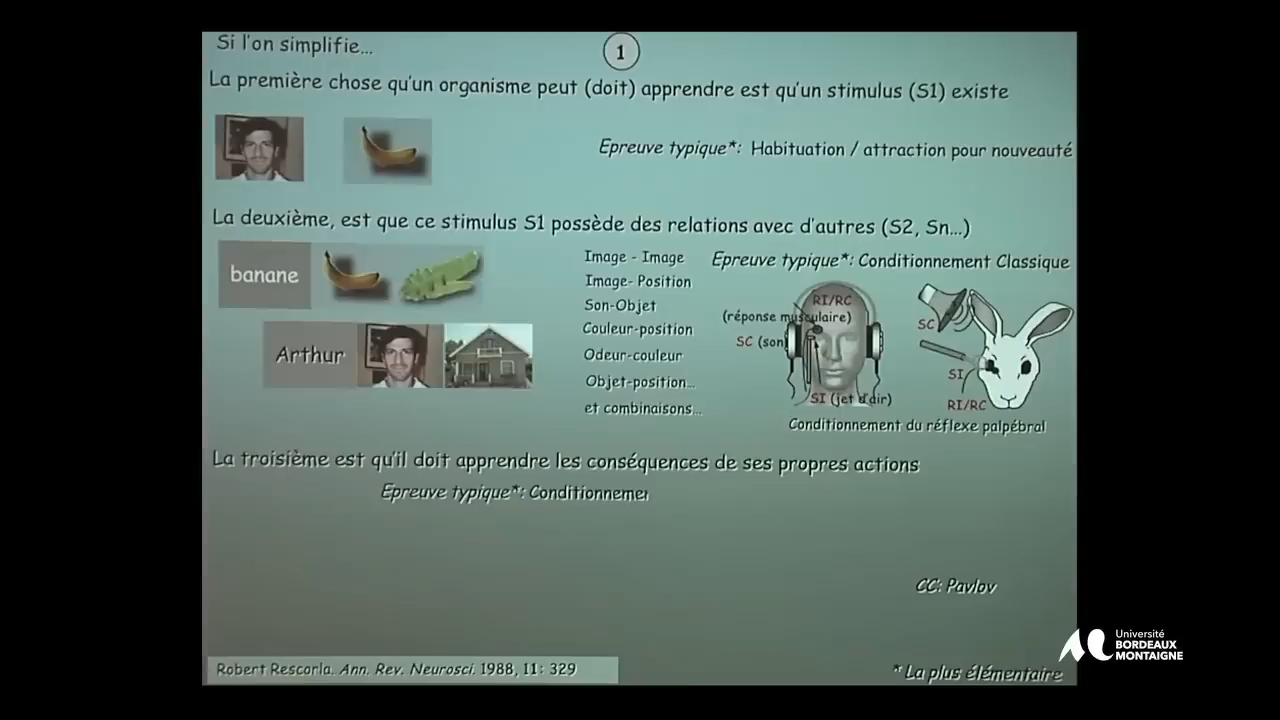 Si l'on simplifie...
1
La première chose qu'un organisme peut (doit) apprendre est qu'un stimulus (S1) existe
Epreuve typique*: Habituation / attraction pour nouveauté
La deuxième, est que ce stimulus S1 possède des relations avec d'autres (S2, Sn...)
banane
Arthur
Image - Image
Image- Position
Son-Objet
Couleur-position
Odeur-couleur
Objet-position...
et combinaisons...
Epreuve typique*: Conditionnement Classique
RI/RC
(réponse musculaire)
SC (son)
SI (jet d'air)
SC
SI
RI/RC
Conditionnement du réflexe palpébral
La troisième est qu'il doit apprendre les conséquences de ses propres actions
Epreuve typique*: Conditionnemen
CC: Pavlov
Robert Rescorla. Ann. Rev. Neurosci. 1988, 11: 329
* La plus élémentaire
Université
BORDEAUX
MONTAIGNE